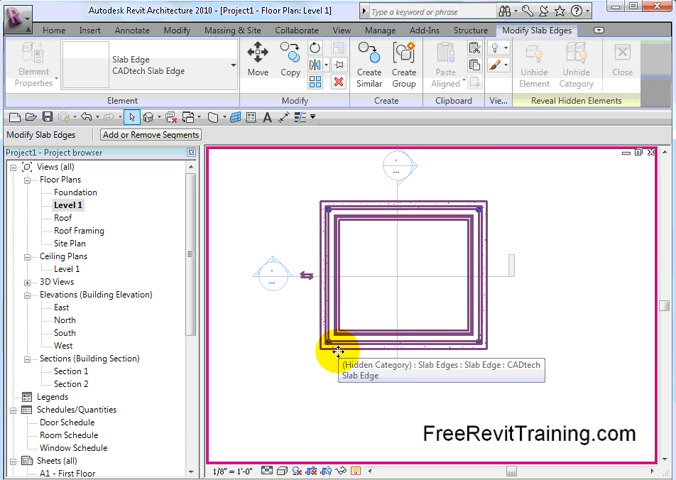 Autodesk Revit Architecture 2010 - [Project1 - Floor Plan: Level 1]
Type a keyword or phrase
Home Insert Annotate Modify Massing & Site Collaborate View Manage Add-Ins Structure Modify Slab Edges
Element Properties
Slab Edge
CADtech Slab Edge
Move
Copy
Create Similar
Create Group
Paste Aligned
Unhide Element
Unhide Category
Close
Element Modify Create Clipboard Vie... Reveal Hidden Elements
Modify Slab Edges Add or Remove Segments
Project1 - Project browser
Views (all)
Floor Plans
Foundation
Level 1
Roof
Roof Framing
Site Plan
Ceiling Plans
Level 1
3D Views
Elevations (Building Elevation)
East
North
South
West
Sections (Building Section)
Section 1
Section 2
Legends
Schedules/Quantities
Door Schedule
Room Schedule
Window Schedule
Sheets (all)
A1 - First Floor
(Hidden Category) : Slab Edges : Slab Edge : CADtech
Slab Edge
FreeRevitTraining.com
1/8" = 1'-0"